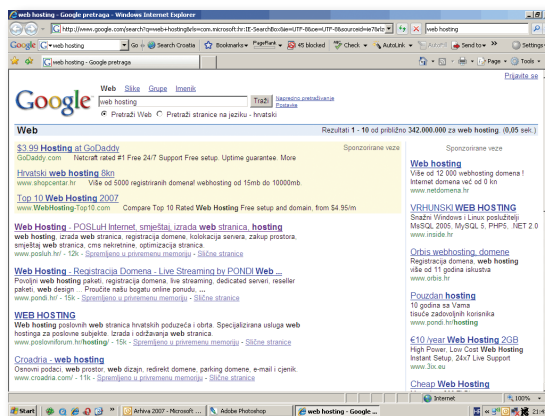 web hosting - Google pretraga - Windows Internet Explorer
web hosting
Google
web hosting
Go
Search Croatia
Bookmarks
PageRank
45 blocked
Check
AutoLink
AutoFill
Send to
Settings
web hosting - Google pretraga
Page
Tools
Prijavite se
Google
Web Slike Grupe Imenik
web hosting
Traži
Napredno pretraživanje
Postavke
Pretraži Web Pretraži stranice na jeziku - hrvatski
Web
Rezultati 1 - 10 od približno 342.000.000 za web hosting. (0,05 sek.)
$3.99 Hosting at GoDaddy
Sponzorirane veze
GoDaddy.com Netcraft rated #1 Free 24/7 Support Free setup. Uptime guarantee. More
Hrvatski web hosting 8kn
www.shopcentar.hr Više od 5000 registriranih domena! webhosting od 15mb do 10000mb.
Top 10 Web Hosting 2007
www.WebHosting-Top10.com Compare Top 10 Rated Web Hosting Free setup and domain, from $4.95/m
Web Hosting - POSLuH Internet, smještaj, izrada web stranica, hosting
web hosting, izrada web stranica, registracija domene, kolokacija servera, zakup prostora,
smještaj web stranica, cms nekretnine, optimizacija stranica.
www.posluh.hr/ - 12k - Spremljeno u privremenu memoriju - Slične stranice
Web Hosting - Registracija Domena - Live Streaming by PONDI Web ...
Povoljni web hosting paketi, registracija domena, live streaming, dedicated serveri, reseller
paketi, web design ... Proučite našu bogatu online ponudu, ...
www.pondi.hr/ - 15k - Spremljeno u privremenu memoriju - Slične stranice
WEB HOSTING
Web hosting poslovnih web stranica hrvatskih poduzeća i obrta. Specijalizirana usluga web
hostinga za poslovne subjekte. Izrada i održavanja web stranica.
www.poslovniforum.hr/hosting/ - 15k - Spremljeno u privremenu memoriju - Slične stranice
Croadria - web hosting
Osnovni podaci, web prostor, web dizajn, redirekt domene, parking domene, e-mail i cjenik.
www.croadria.com/ - 11k - Spremljeno u privremenu memoriju - Slične stranice
Sponzorirane veze
Web hosting
Više od 12 000 webhosting domena !
Internet domena već od 0 kn
www.netdomena.hr
VRHUNSKI WEB HOSTING
Snažni Windows i Linux poslužitelji
MsSQL 2005, MySQL 5, PHP5, .NET 2.0
www.inside.hr
Orbis webhosting, domene
Registracija domena, web hosting
više od 11 godina iskustva
www.orbis.hr
Pouzdan hosting
10 godina sa Vama
tisuće zadovoljnih korisnika
www.pondi.hr/hosting
€10 /year Web Hosting 2GB
High Power, Low Cost Web Hosting
Instant Setup, 24x7 Live Support
www.3ix.eu
Cheap Web Hosting
Internet
100%
Start
Arhiva 2007 - Microsoft ...
Adobe Photoshop
web hosting - Google ...